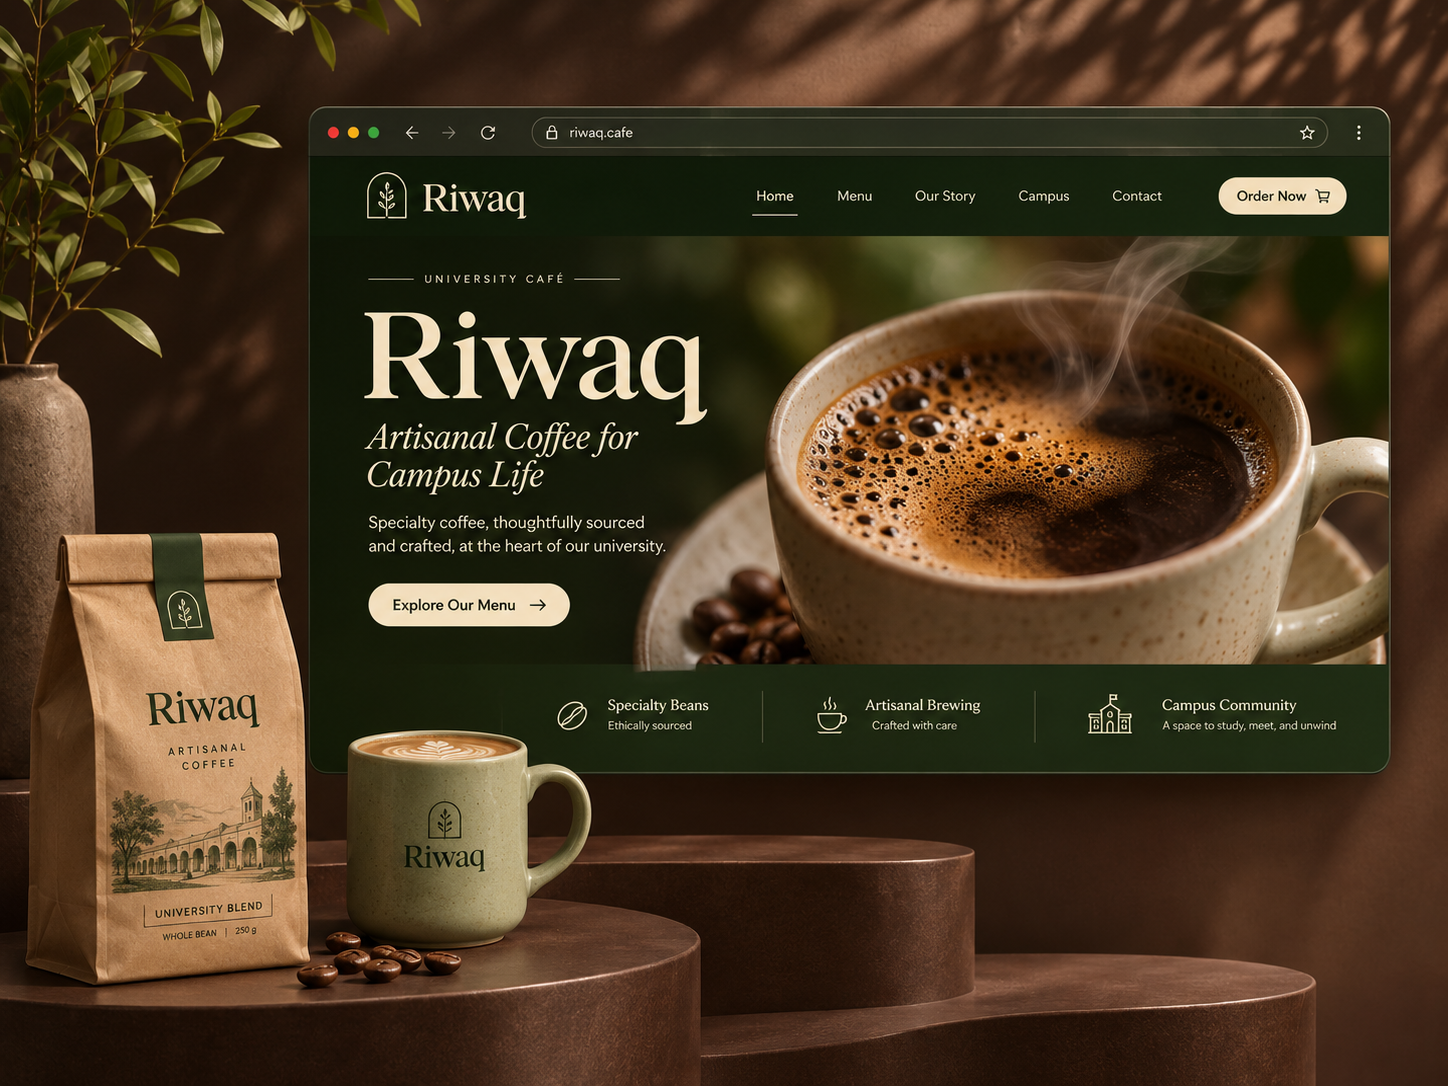 riwaq.cafe
Riwaq
Home
Menu
Our Story
Campus
Contact
Order Now
UNIVERSITY CAFÉ
Riwaq
Artisanal Coffee for
Campus Life
Specialty coffee, thoughtfully sourced
and crafted, at the heart of our university.
Explore Our Menu
Specialty Beans
Ethically sourced
Artisanal Brewing
Crafted with care
Campus Community
A space to study, meet, and unwind
Riwaq
ARTISANAL
COFFEE
UNIVERSITY BLEND
WHOLE BEAN | 250 g
Riwaq